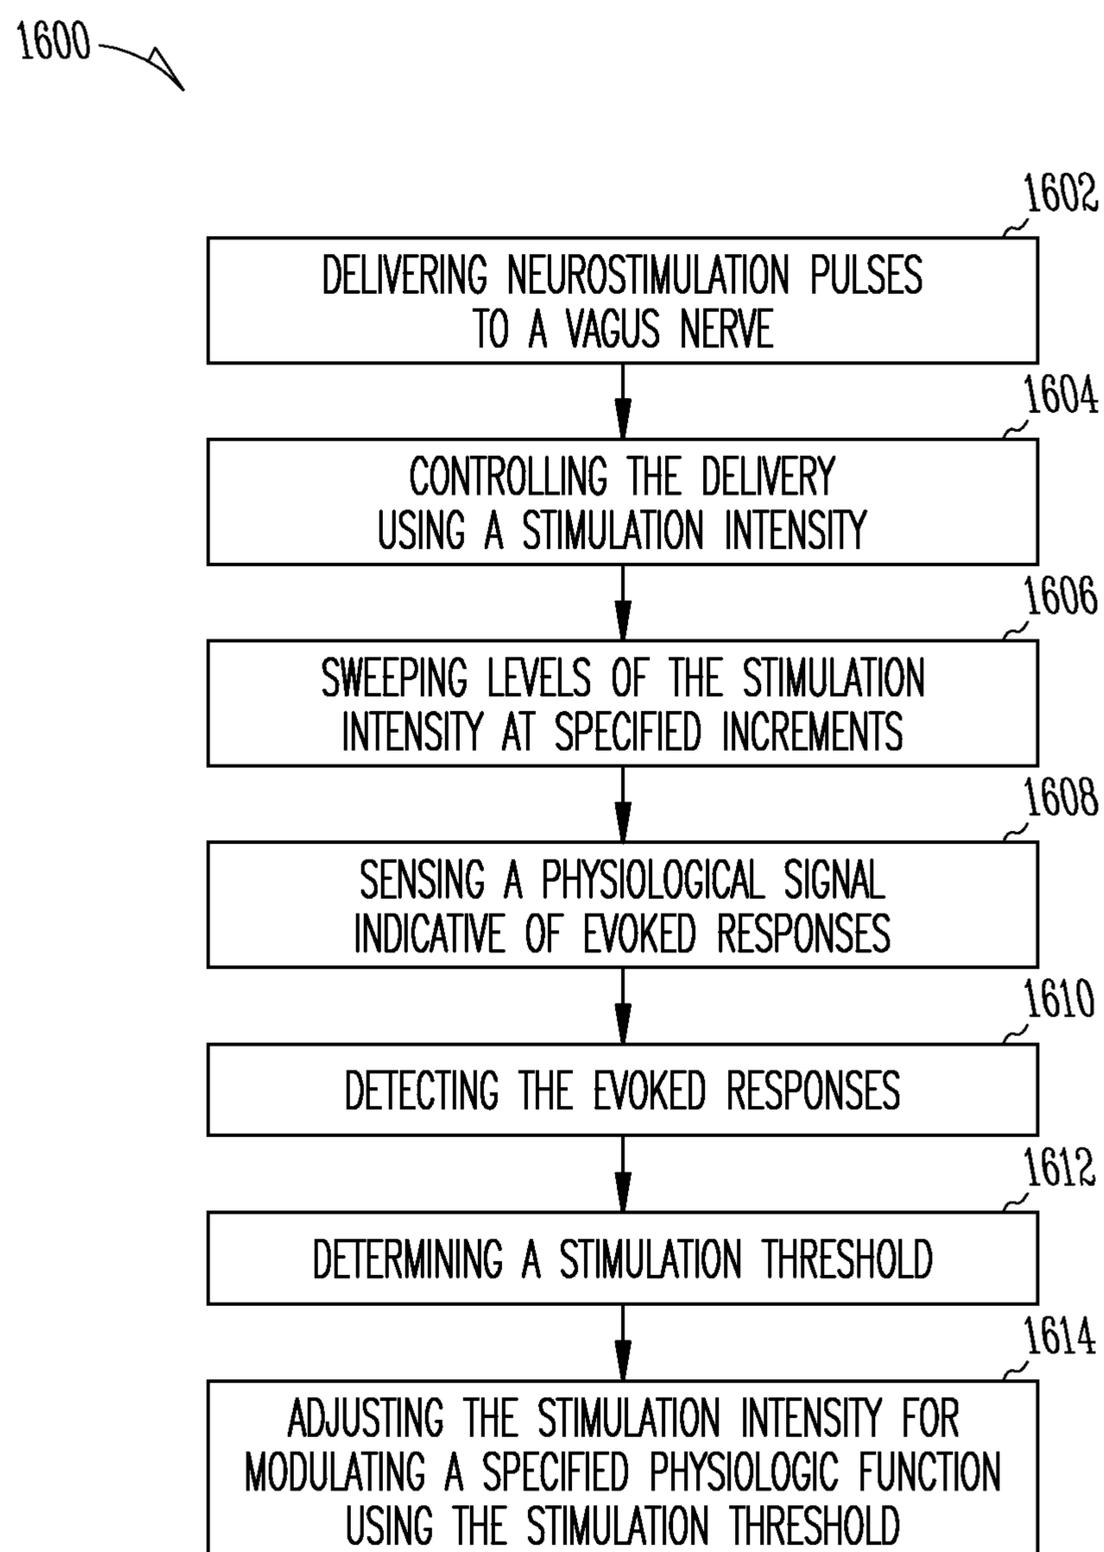 1600
1602
DELIVERING NEUROSTIMULATION PULSES
TO A VAGUS NERVE
1604
CONTROLLING THE DELIVERY
USING A STIMULATION INTENSITY
1606
SWEEPING LEVELS OF THE STIMULATION
INTENSITY AT SPECIFIED INCREMENTS
1608
SENSING A PHYSIOLOGICAL SIGNAL
INDICATIVE OF EVOKED RESPONSES
1610
DETECTING THE EVOKED RESPONSES
1612
DETERMINING A STIMULATION THRESHOLD
1614
ADJUSTING THE STIMULATION INTENSITY FOR
MODULATING A SPECIFIED PHYSIOLOGIC FUNCTION
USING THE STIMULATION THRESHOLD